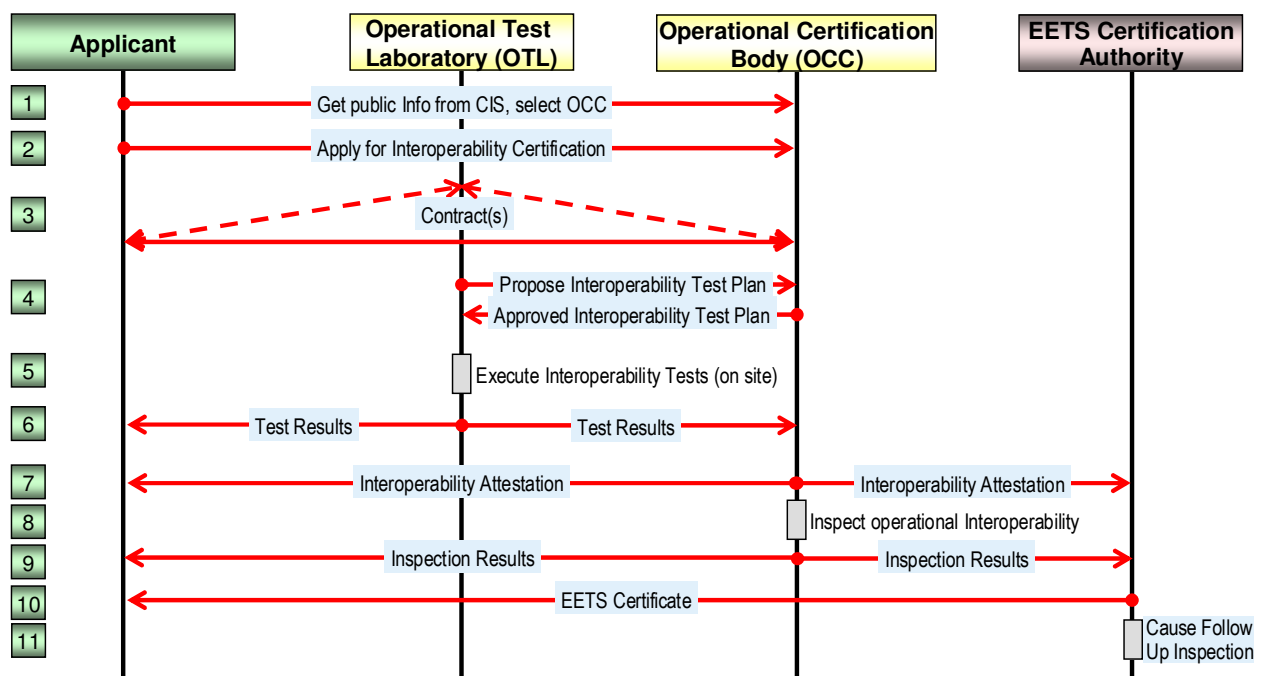 Applicant
Operational Test
Laboratory (OTL)
Operational Certification
Body (OCC)
EETS Certification
Authority
1
Get public Info from CIS, select OCC
2
Apply for Interoperability Certification
3
Contract(s)
4
Propose Interoperability Test Plan
Approved Interoperability Test Plan
5
Execute Interoperability Tests (on site)
6
Test Results
Test Results
7
Interoperability Attestation
Interoperability Attestation
8
Inspect operational Interoperability
9
Inspection Results
Inspection Results
10
EETS Certificate
11
Cause Follow
Up Inspection